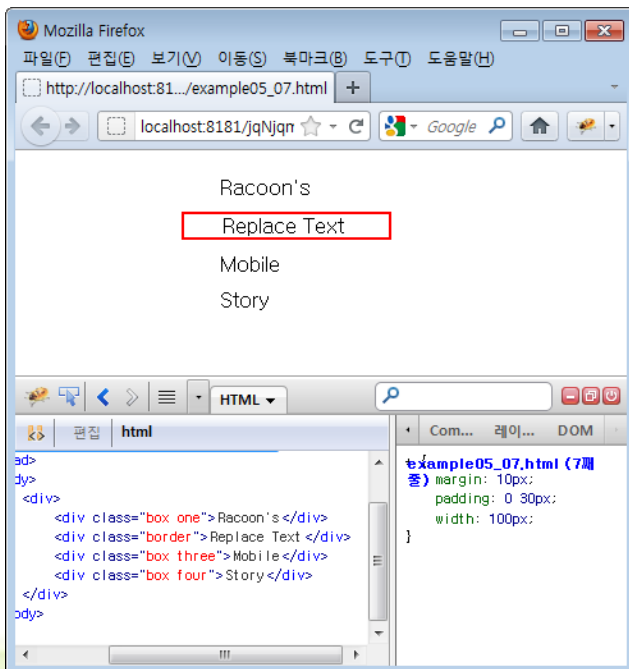 Mozilla Firefox
파일(F) 편집(E) 보기(V) 이동(S) 북마크(B) 도구(T) 도움말(H)
http://localhost:81.../example05_07.html +
localhost:8181/jqNjqm Google
Racoon's
Replace Text
Mobile
Story
HTML
편집 html
Com... 레이... DOM
ad>
dy>
<div>
<div class="box one">Racoon's</div>
<div class="border">Replace Text</div>
<div class="box three">Mobile</div>
<div class="box four">Story</div>
</div>
ody>
example05_07.html (7째
줄) margin: 10px;
padding: 0 30px;
width: 100px;
}